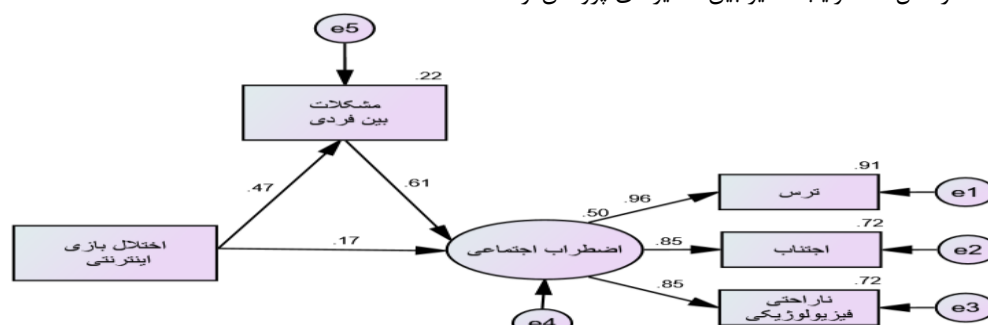 e5
.22
مشکلات
بین فردی
.47
.61
.91
ترس
e1
.96
.50
اختلال بازی
اینترنتی
.17
اضطراب اجتماعی
.85
.72
اجتناب
e2
.85
.72
ناراحتی
فیزیولوژیکی
e3
e4